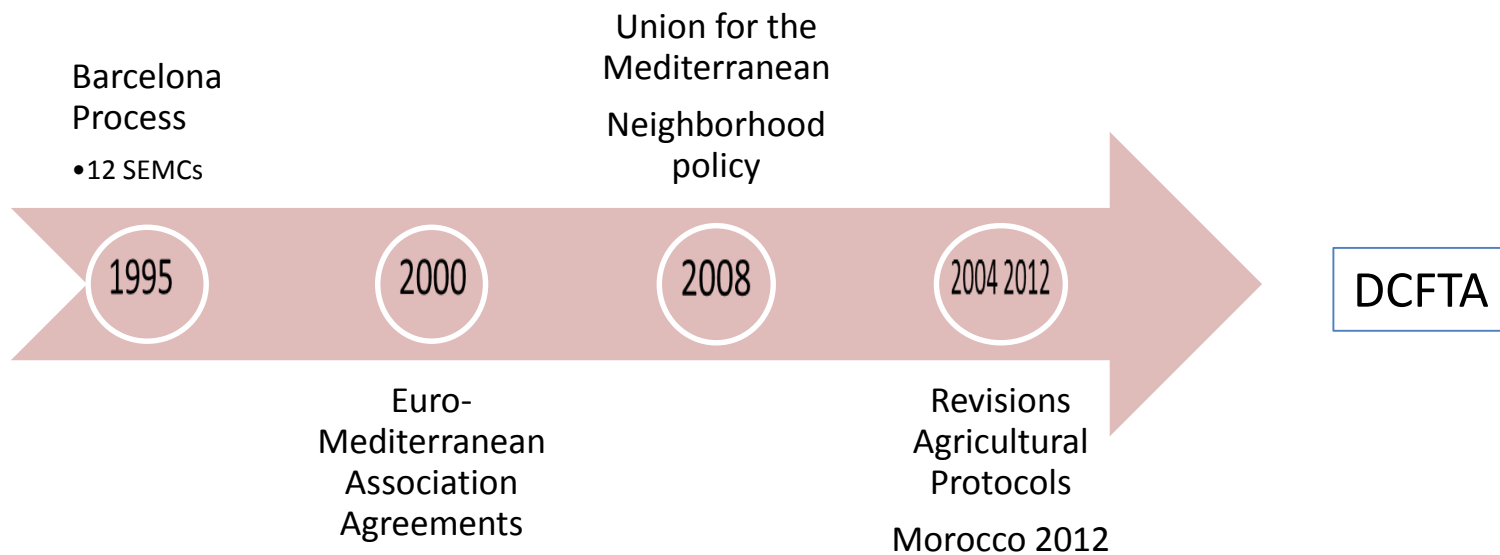 Barcelona
Process
•12 SEMCs
Union for the
Mediterranean
Neighborhood
policy
1995
2000
2008
2004 2012
DCFTA
Euro-
Mediterranean
Association
Agreements
Revisions
Agricultural
Protocols
Morocco 2012